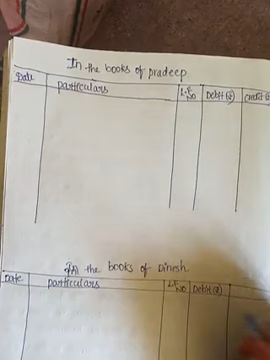 In the books of pradeep
Date particulars L.F No Debit(₹) credit(₹
In the books of Dinesh
Date particulars L.F No Debit(₹)